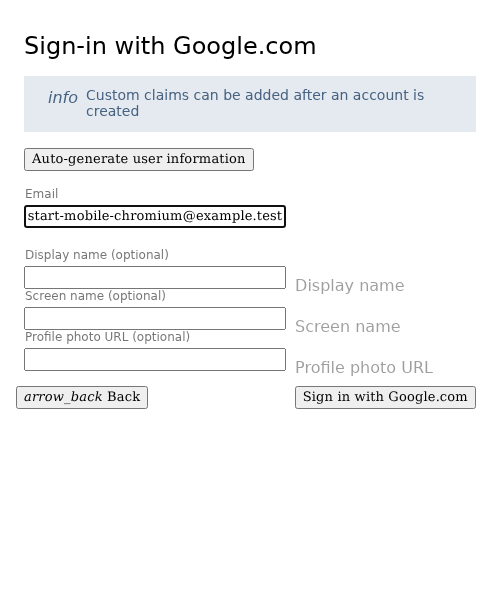 Sign-in with Google.com
info Custom claims can be added after an account is
created
Auto-generate user information
Email
start-mobile-chromium@example.test
Display name (optional)
Display name
Screen name (optional)
Screen name
Profile photo URL (optional)
Profile photo URL
arrow_back Back
Sign in with Google.com